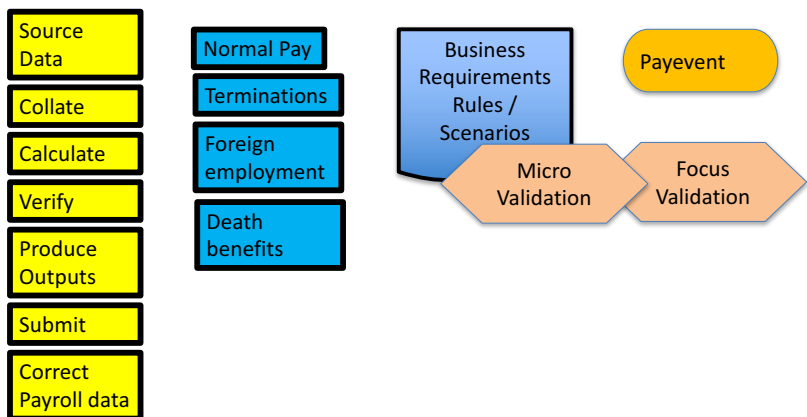 Source
Data
Collate
Calculate
Verify
Produce
Outputs
Submit
Correct
Payroll data
Normal Pay
Terminations
Foreign
employment
Death
benefits
Business
Requirements
Rules /
Scenarios
Micro
Validation
Payevent
Focus
Validation